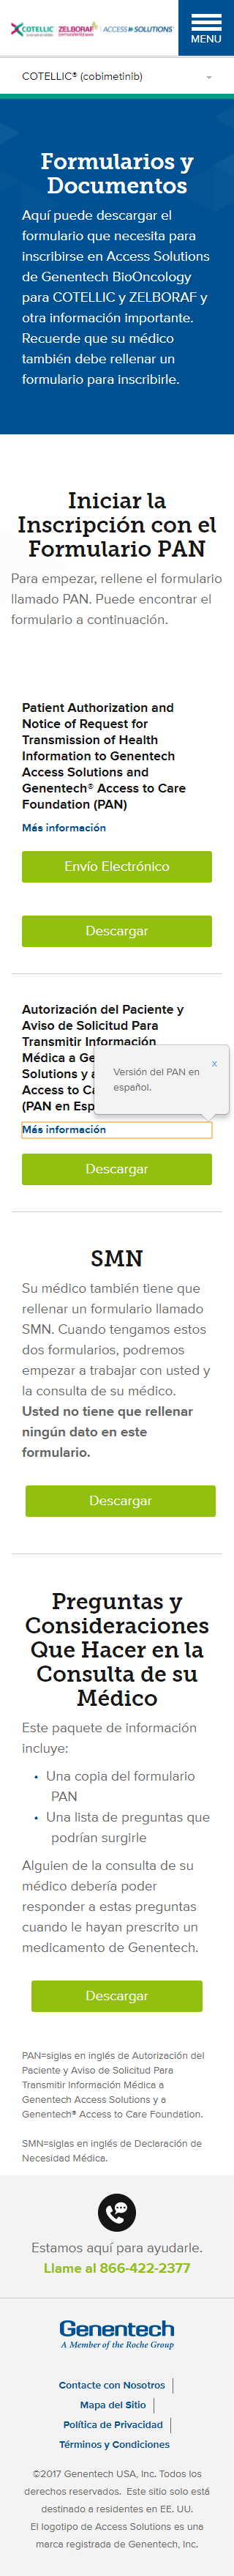 COTELLIC ZELBORAF ACCESS SOLUTIONS
MENU
COTELLIC® (cobimetinib)
Formularios y
Documentos
Aquí puede descargar el
formulario que necesita para
inscribirse en Access Solutions
de Genentech BioOncology
para COTELLIC y ZELBORAF y
otra información importante.
Recuerde que su médico
también debe rellenar un
formulario para inscribirle.
Iniciar la
Inscripción con el
Formulario PAN
Para empezar, rellene el formulario
llamado PAN. Puede encontrar el
formulario a continuación.
Patient Authorization and
Notice of Request for
Transmission of Health
Information to Genentech
Access Solutions and
Genentech® Access to Care
Foundation (PAN)
Más información
Envío Electrónico
Descargar
Autorización del Paciente y
Aviso de Solicitud Para
Transmitir Información
Médica a Ge
Solutions y a
Access to Ca
(PAN en Esp
x
Versión del PAN en
español.
Más información
Descargar
SMN
Su médico también tiene que
rellenar un formulario llamado
SMN. Cuando tengamos estos
dos formularios, podremos
empezar a trabajar con usted y
la consulta de su médico.
Usted no tiene que rellenar
ningún dato en este
formulario.
Descargar
Preguntas y
Consideraciones
Que Hacer en la
Consulta de su
Médico
Este paquete de información
incluye:
• Una copia del formulario
PAN
• Una lista de preguntas que
podrían surgirle
Alguien de la consulta de su
médico debería poder
responder a estas preguntas
cuando le hayan prescrito un
medicamento de Genentech.
Descargar
PAN=siglas en inglés de Autorización del
Paciente y Aviso de Solicitud Para
Transmitir Información Médica a
Genentech Access Solutions y a
Genentech® Access to Care Foundation.
SMN=siglas en inglés de Declaración de
Necesidad Médica.
Estamos aquí para ayudarle.
Llame al 866-422-2377
Genentech
A Member of the Roche Group
Contacte con Nosotros
Mapa del Sitio
Política de Privacidad
Términos y Condiciones
©2017 Genentech USA, Inc. Todos los
derechos reservados. Este sitio solo está
destinado a residentes en EE. UU.
El logotipo de Access Solutions es una
marca registrada de Genentech, Inc.